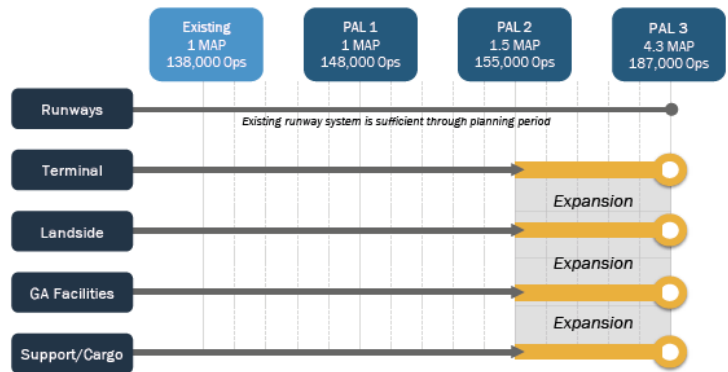 Existing
1 MAP
138,000 Ops
PAL 1
1 MAP
148,000 Ops
PAL 2
1.5 MAP
155,000 Ops
PAL 3
4.3 MAP
187,000 Ops
Runways
Existing runway system is sufficient through planning period
Terminal
Expansion
Landside
Expansion
GA Facilities
Expansion
Support/Cargo